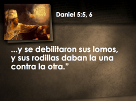 Daniel 5:5, 6
...y se debilitaron sus lomos,
y sus rodillas daban la una
contra la otra."